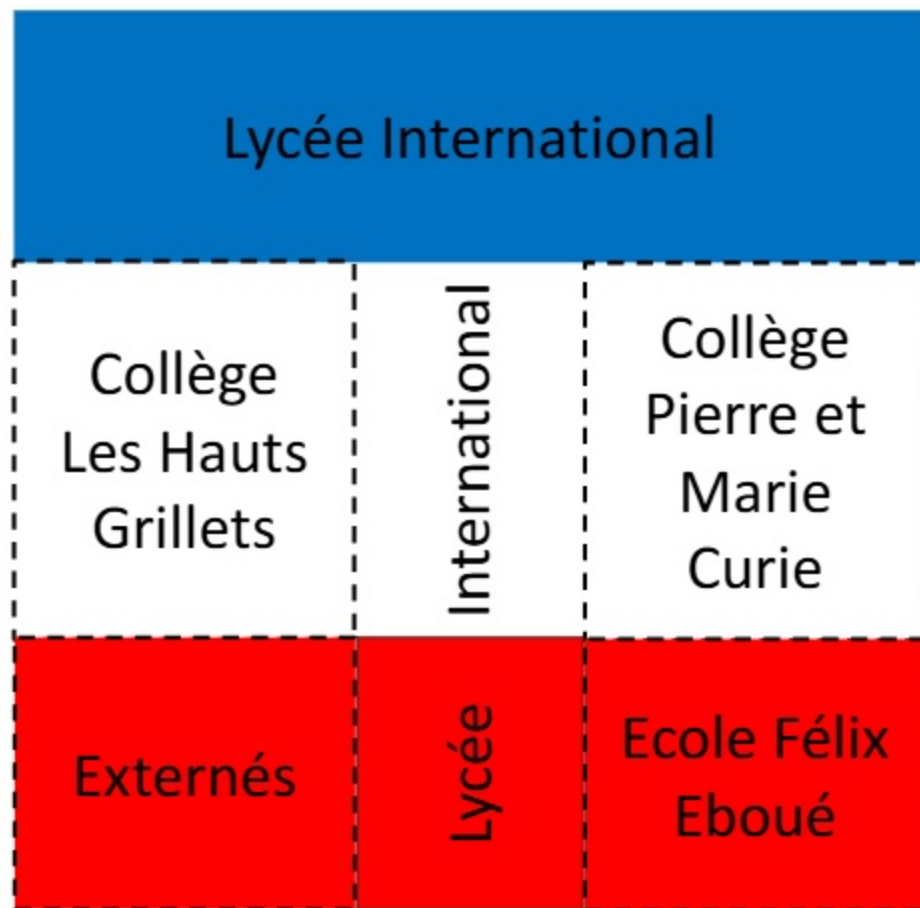 Lycée International
Collège
Les Hauts
Grillets
International
Collège
Pierre et
Marie
Curie
Externés
Lycée
Ecole Félix
Eboué